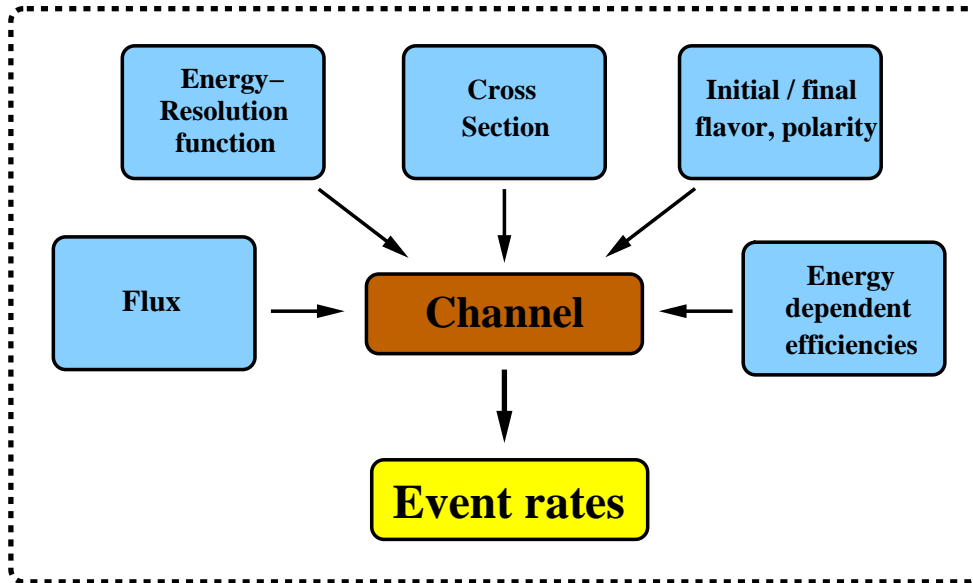 Energy–
Resolution
function
Cross
Section
Initial / final
flavor, polarity
Flux
Channel
Energy
dependent
efficiencies
Event rates